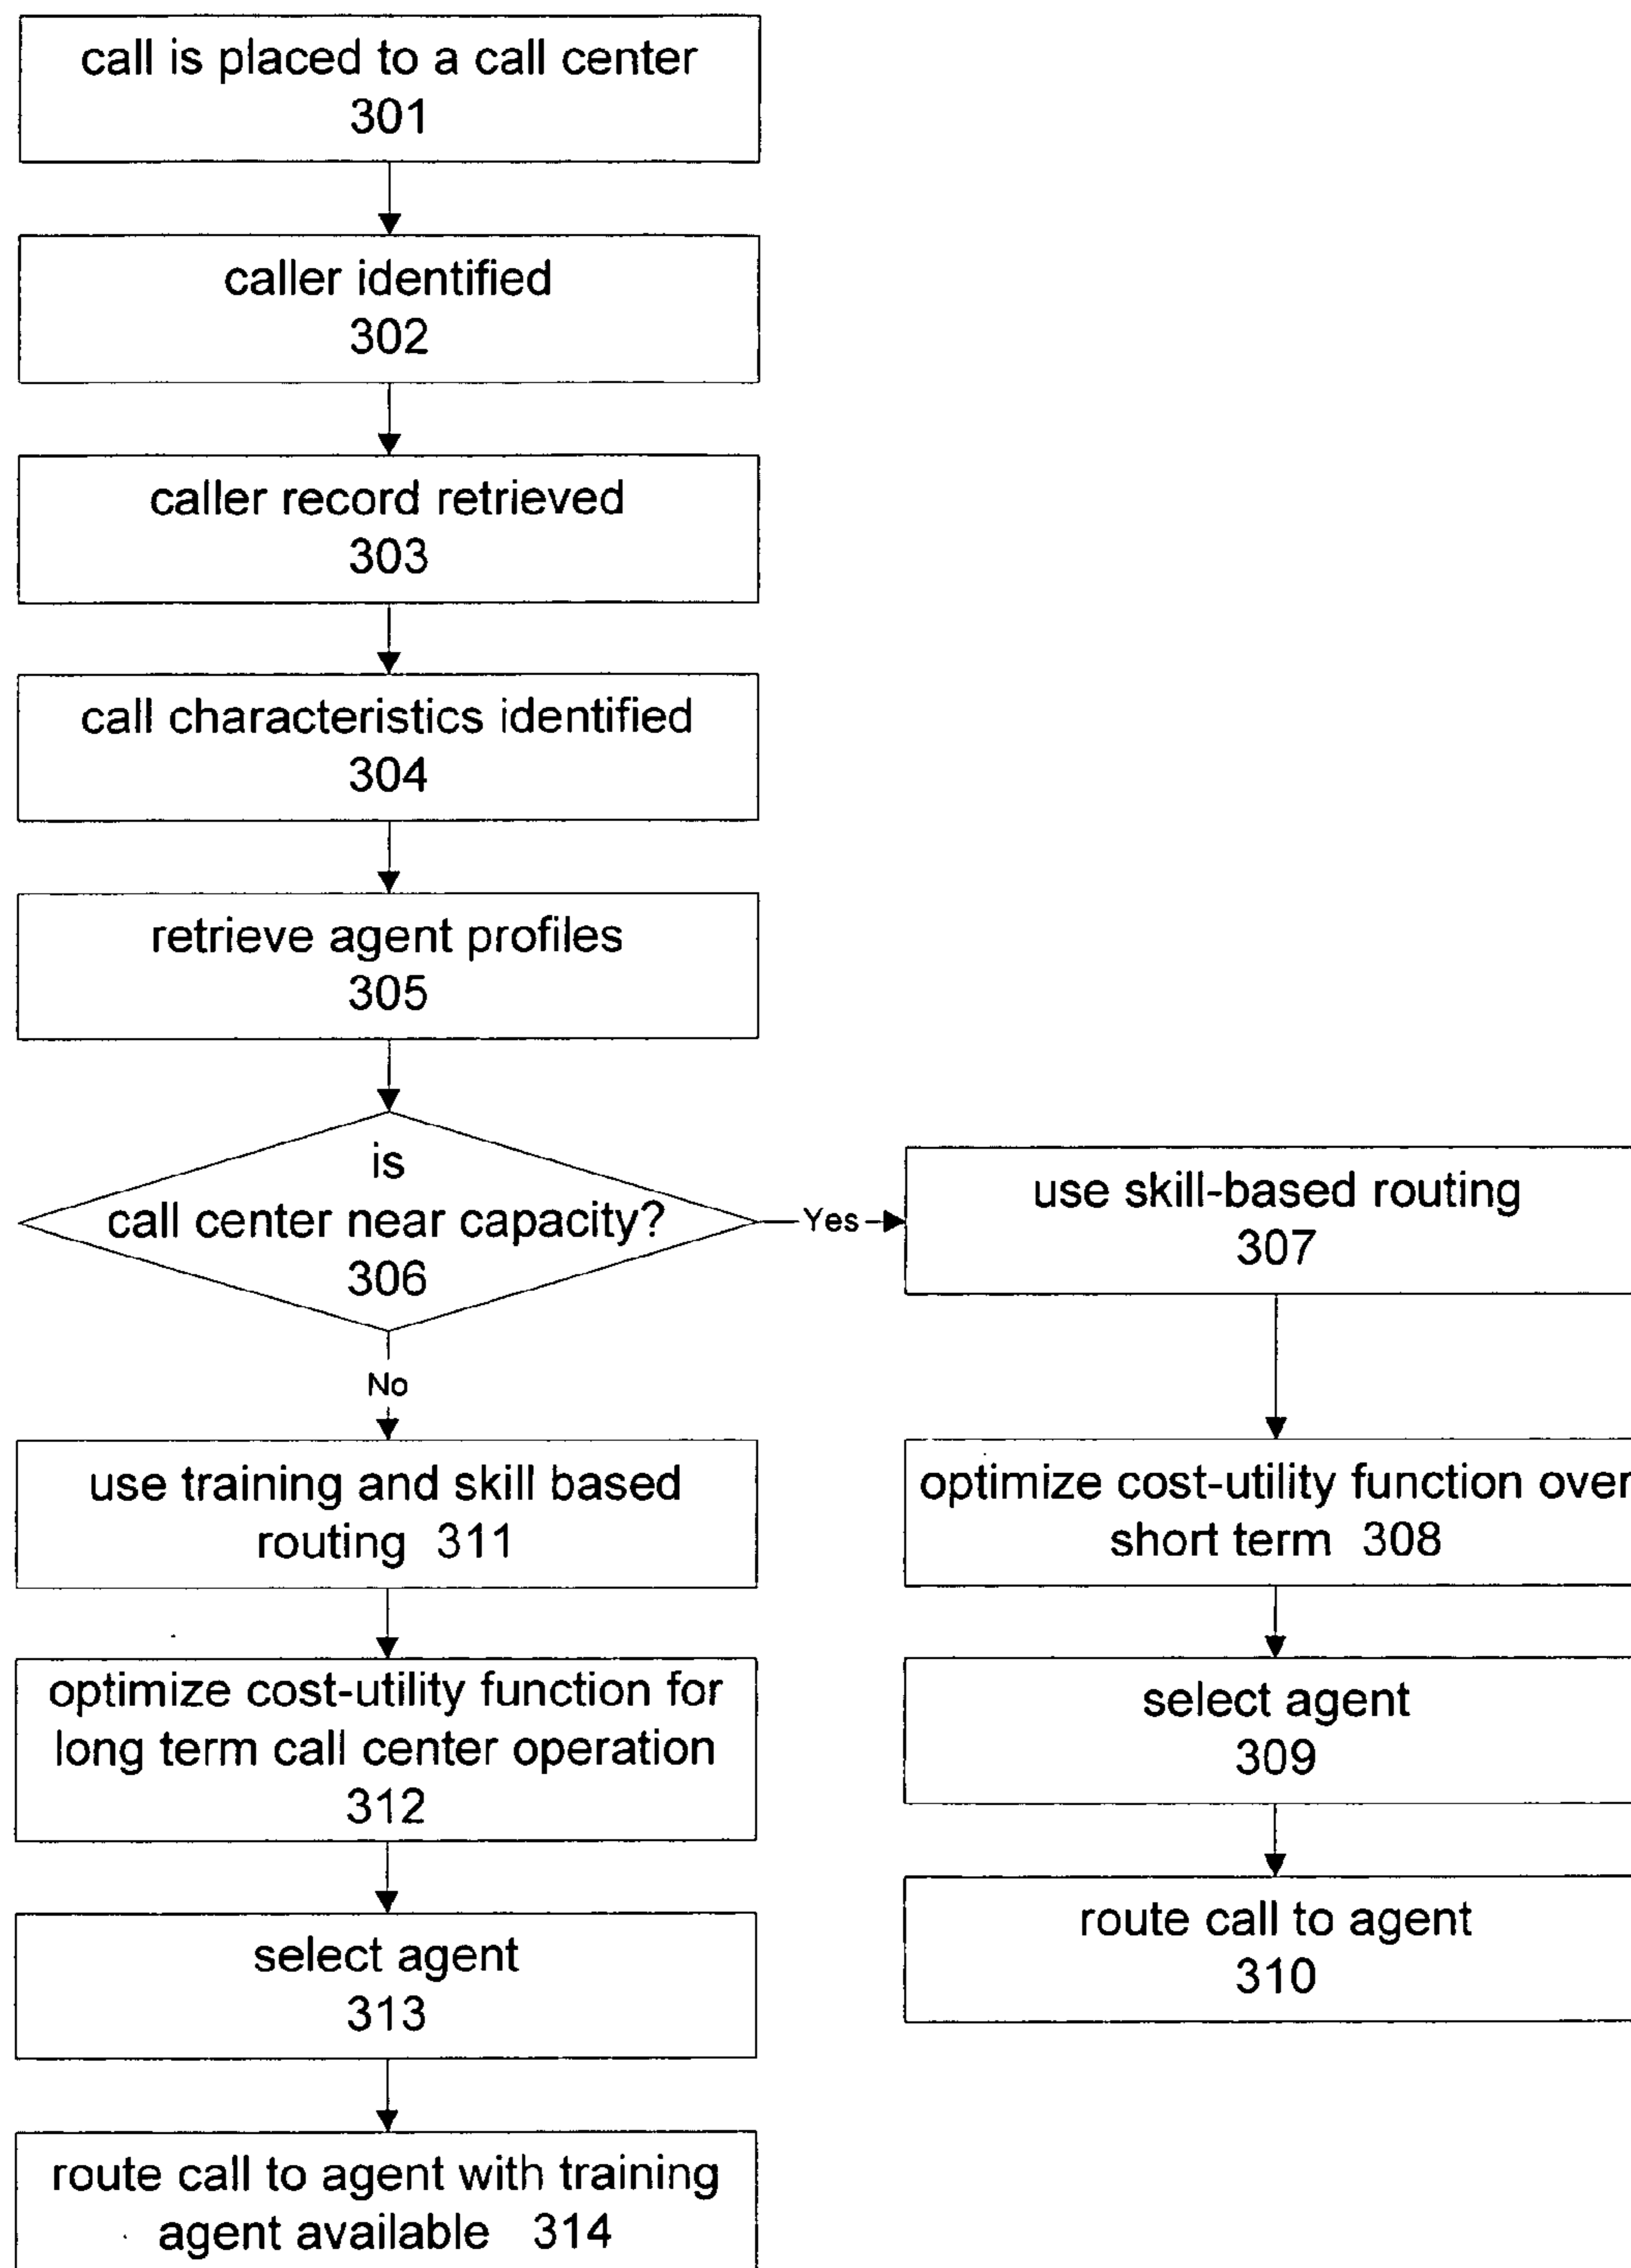 call is placed to a call center
301
caller identified
302
caller record retrieved
303
call characteristics identified
304
retrieve agent profiles
305
is
call center near capacity?
306
Yes
use skill-based routing
307
optimize cost-utility function over
short term 308
select agent
309
route call to agent
310
No
use training and skill based
routing 311
optimize cost-utility function for
long term call center operation
312
select agent
313
route call to agent with training
agent available 314